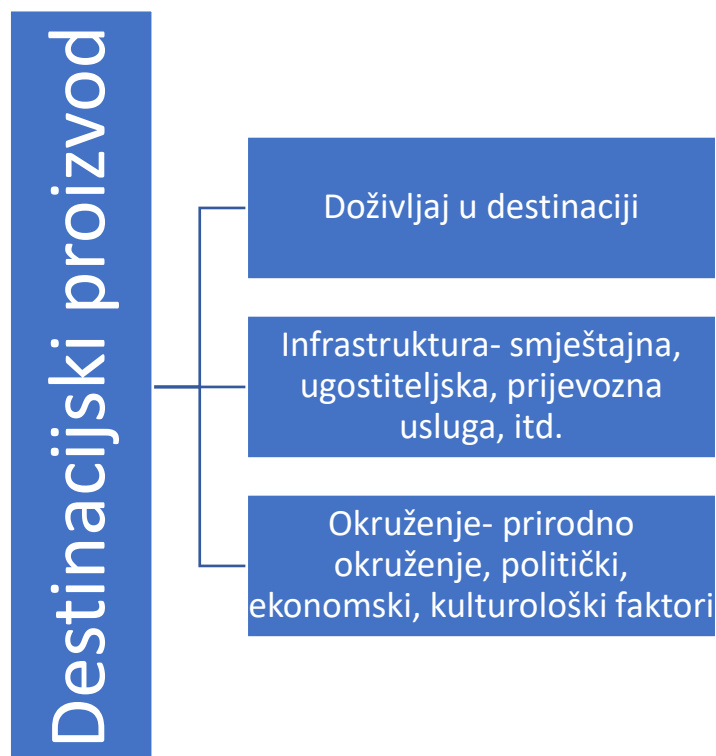 Destinacijski proizvod
Doživljaj u destinaciji
Infrastruktura- smještajna,
ugostiteljska, prijevozna
usluga, itd.
Okruženje- prirodno
okruženje, politički,
ekonomski, kulturološki faktori